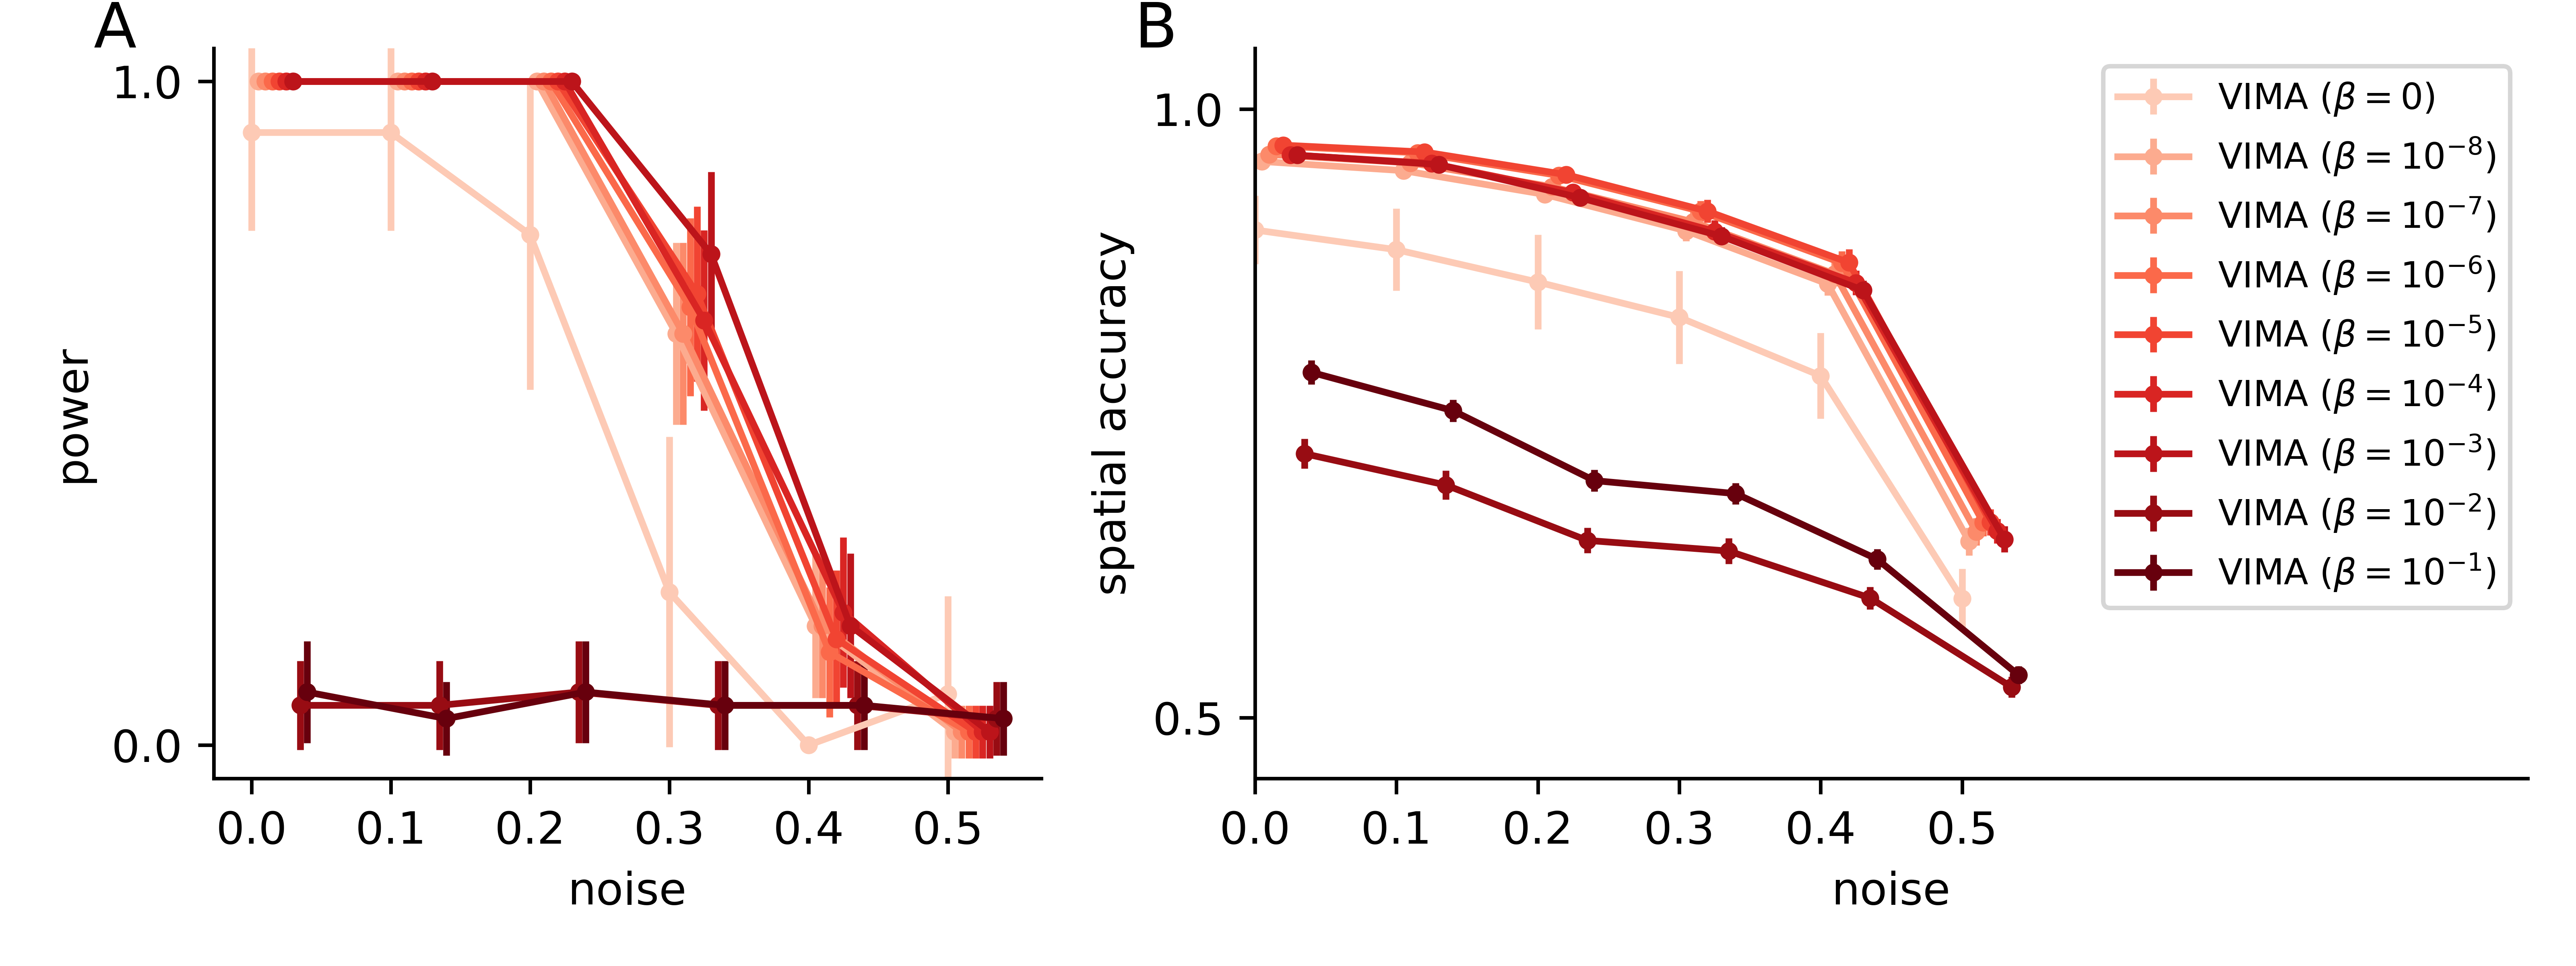 A
power
1.0
0.0
0.0 0.1 0.2 0.3 0.4 0.5
noise
B
spatial accuracy
1.0
0.5
0.0 0.1 0.2 0.3 0.4 0.5
noise
VIMA (β = 0)
VIMA (β = 10⁻⁸)
VIMA (β = 10⁻⁷)
VIMA (β = 10⁻⁶)
VIMA (β = 10⁻⁵)
VIMA (β = 10⁻⁴)
VIMA (β = 10⁻³)
VIMA (β = 10⁻²)
VIMA (β = 10⁻¹)